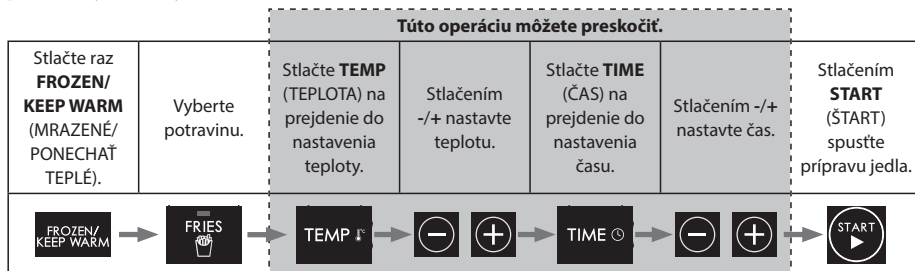 Túto operáciu môžete preskočiť.
Stlačte raz
FROZEN/
KEEP WARM
(MRAZENÉ/
PONECHAŤ
TEPLÉ).
Vyberte
potravinu.
Stlačte TEMP
(TEPLOTA) na
prejdenie do
nastavenia
teploty.
Stlačením
-/+ nastavte
teplotu.
Stlačte TIME
(ČAS) na
prejdenie do
nastavenia
času.
Stlačením -/+
nastavte čas.
Stlačením
START
(ŠTART)
spusťte
prípravu jedla.
FROZEN/
KEEP WARM
FRIES
TEMP
TIME
START